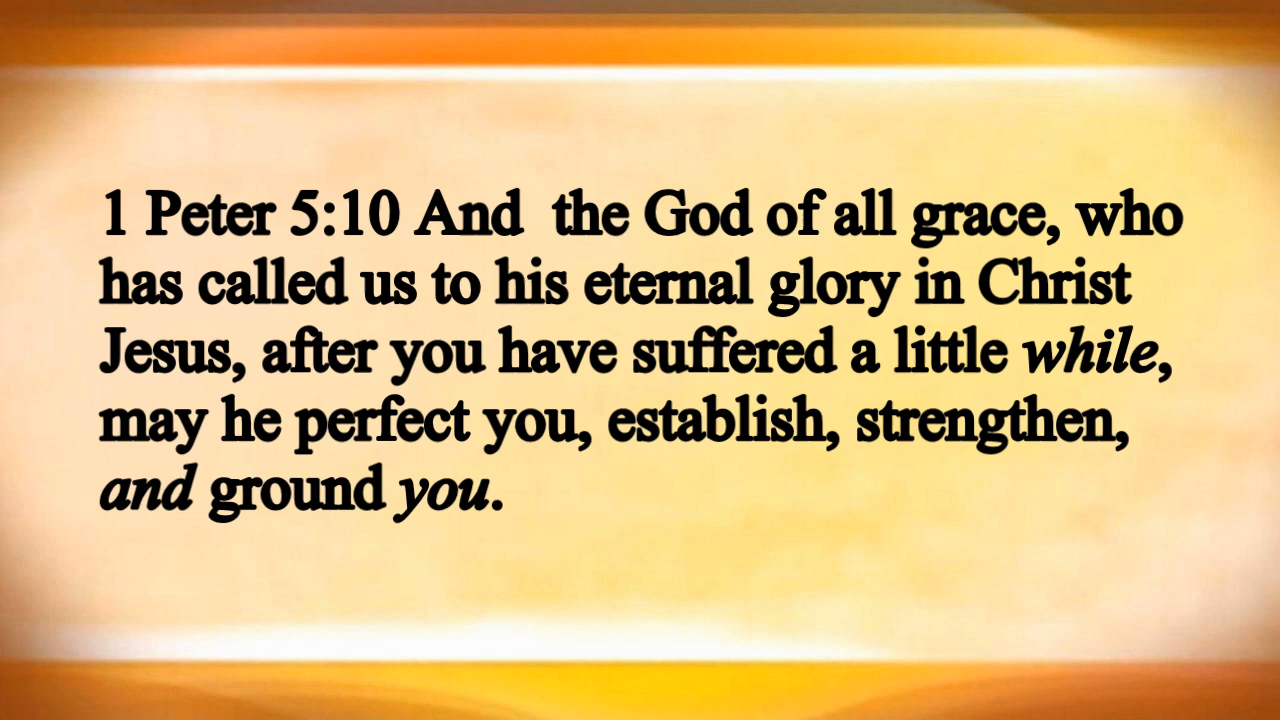 1 Peter 5:10 And  the God of all grace, who
has called us to his eternal glory in Christ
Jesus, after you have suffered a little while,
may he perfect you, establish, strengthen,
and ground you.